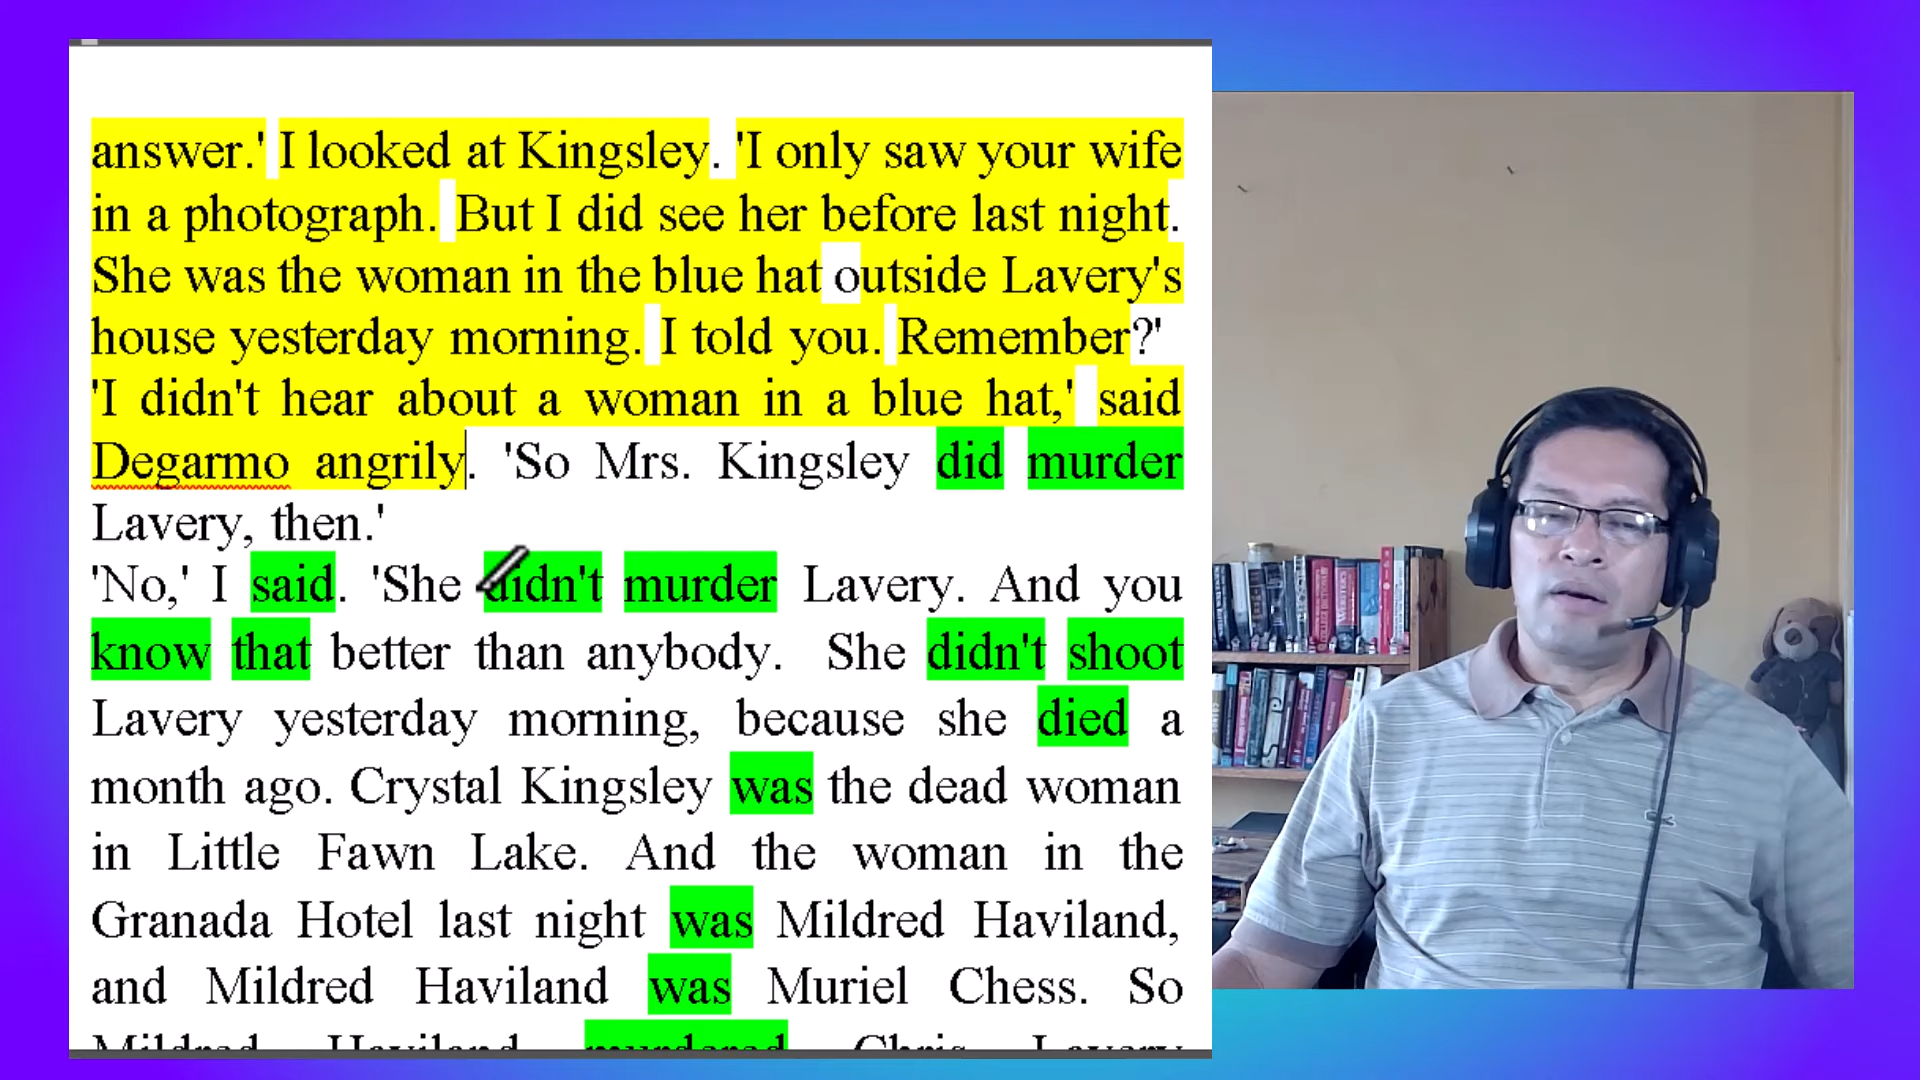 answer.' I looked at Kingsley. 'I only saw your wife
in a photograph. But I did see her before last night.
She was the woman in the blue hat outside Lavery's
house yesterday morning. I told you. Remember?'
'I didn't hear about a woman in a blue hat,' said
Degarmo angrily. 'So Mrs. Kingsley did murder
Lavery, then.'
'No,' I said. 'She didn't murder Lavery. And you
know that better than anybody. She didn't shoot
Lavery yesterday morning, because she died a
month ago. Crystal Kingsley was the dead woman
in Little Fawn Lake. And the woman in the
Granada Hotel last night was Mildred Haviland,
and Mildred Haviland was Muriel Chess. So
Mildred Haviland murdered Chris Lavery